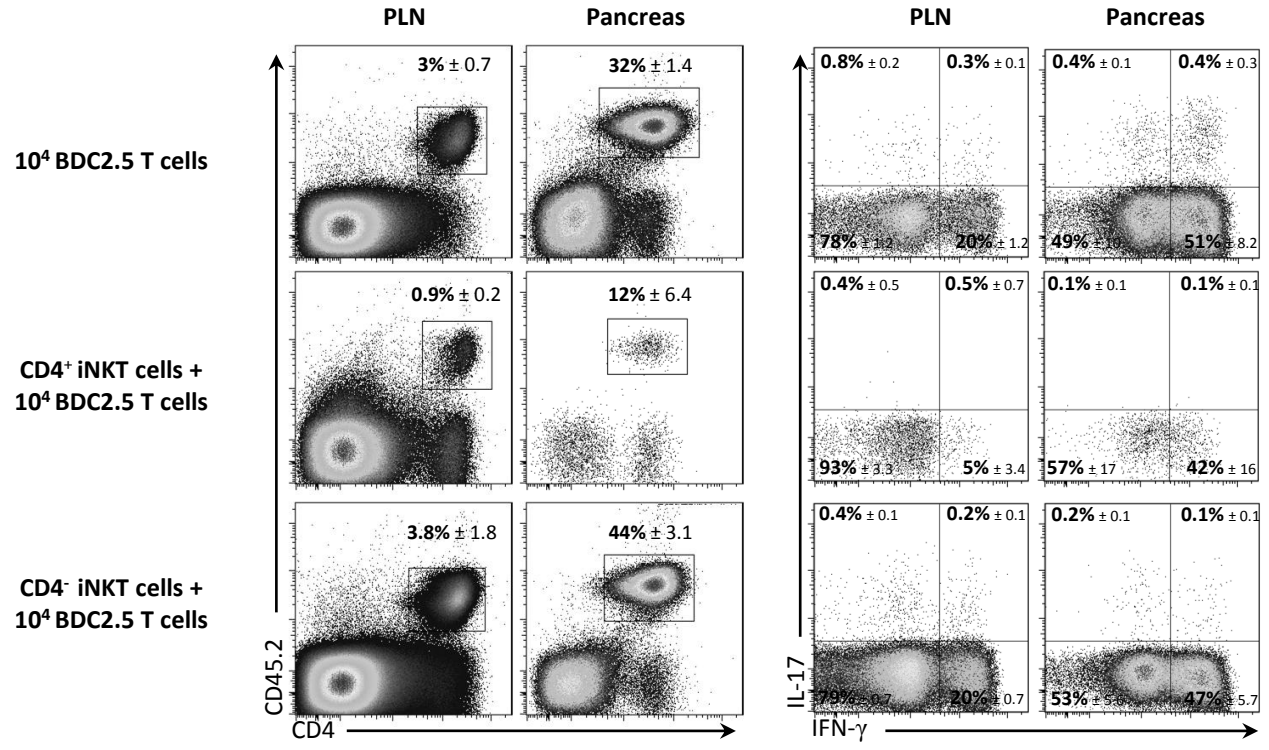 PLN Pancreas PLN Pancreas
3% ± 0.7 32% ± 1.4 0.8% ± 0.2 0.3% ± 0.1 0.4% ± 0.1 0.4% ± 0.3
10⁴ BDC2.5 T cells
78% ± 1.2 20% ± 1.2 49% ± 51% ± 8.2
0.9% ± 0.2 12% ± 6.4 0.4% ± 0.5 0.5% ± 0.7 0.1% ± 0.1 0.1% ± 0.1
CD4⁺ iNKT cells +
10⁴ BDC2.5 T cells
93% ± 3.3 5% ± 3.4 57% ± 17 42% ± 16
3.8% ± 1.8 44% ± 3.1 0.4% ± 0.1 0.2% ± 0.1 0.2% ± 0.1 0.1% ± 0.1
CD4⁻ iNKT cells +
10⁴ BDC2.5 T cells
79% ± 0.7 20% ± 0.7 53% ± 47% ± 5.7
CD45.2
CD4
IL-17
IFN-γ